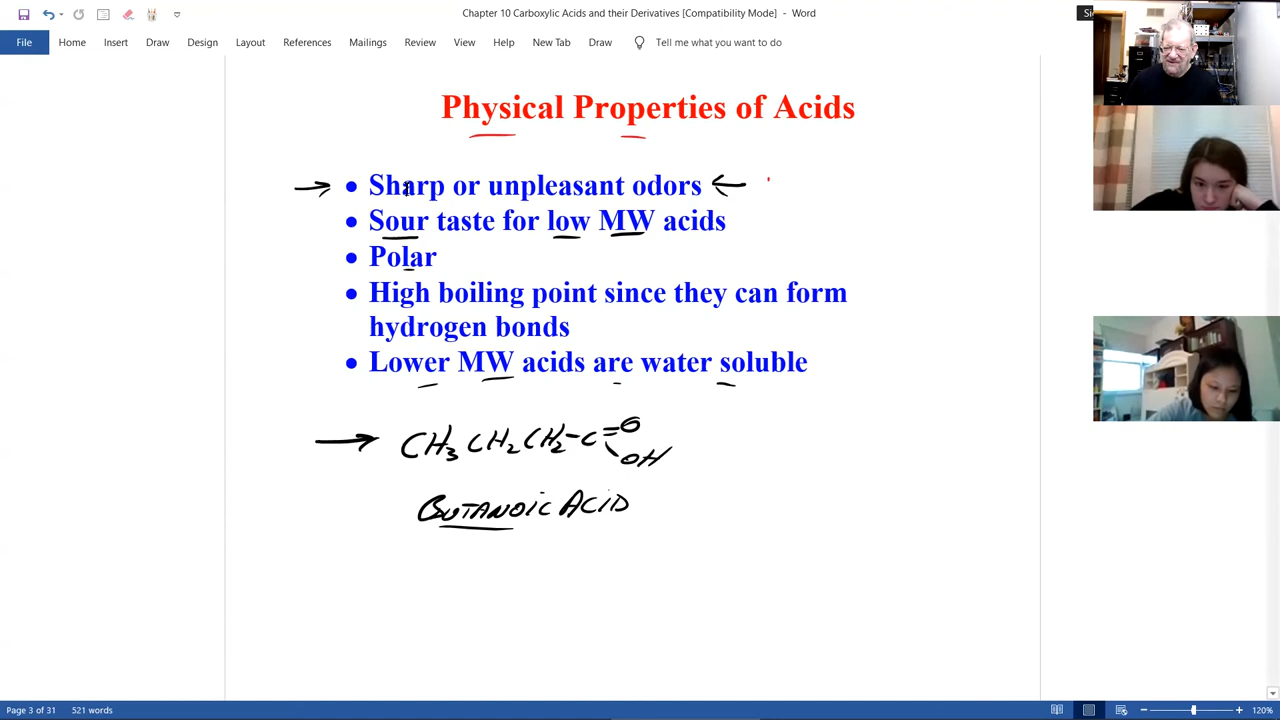 Chapter 10 Carboxylic Acids and their Derivatives [Compatibility Mode] - Word
File Home Insert Draw Design Layout References Mailings Review View Help New Tab Draw Tell me what you want to do
Physical Properties of Acids
• Sharp or unpleasant odors
• Sour taste for low MW acids
• Polar
• High boiling point since they can form
hydrogen bonds
• Lower MW acids are water soluble
→ CH3 CH2 CH2-C=O
OH
BUTANOIC ACID
Page 3 of 31 521 words 120%